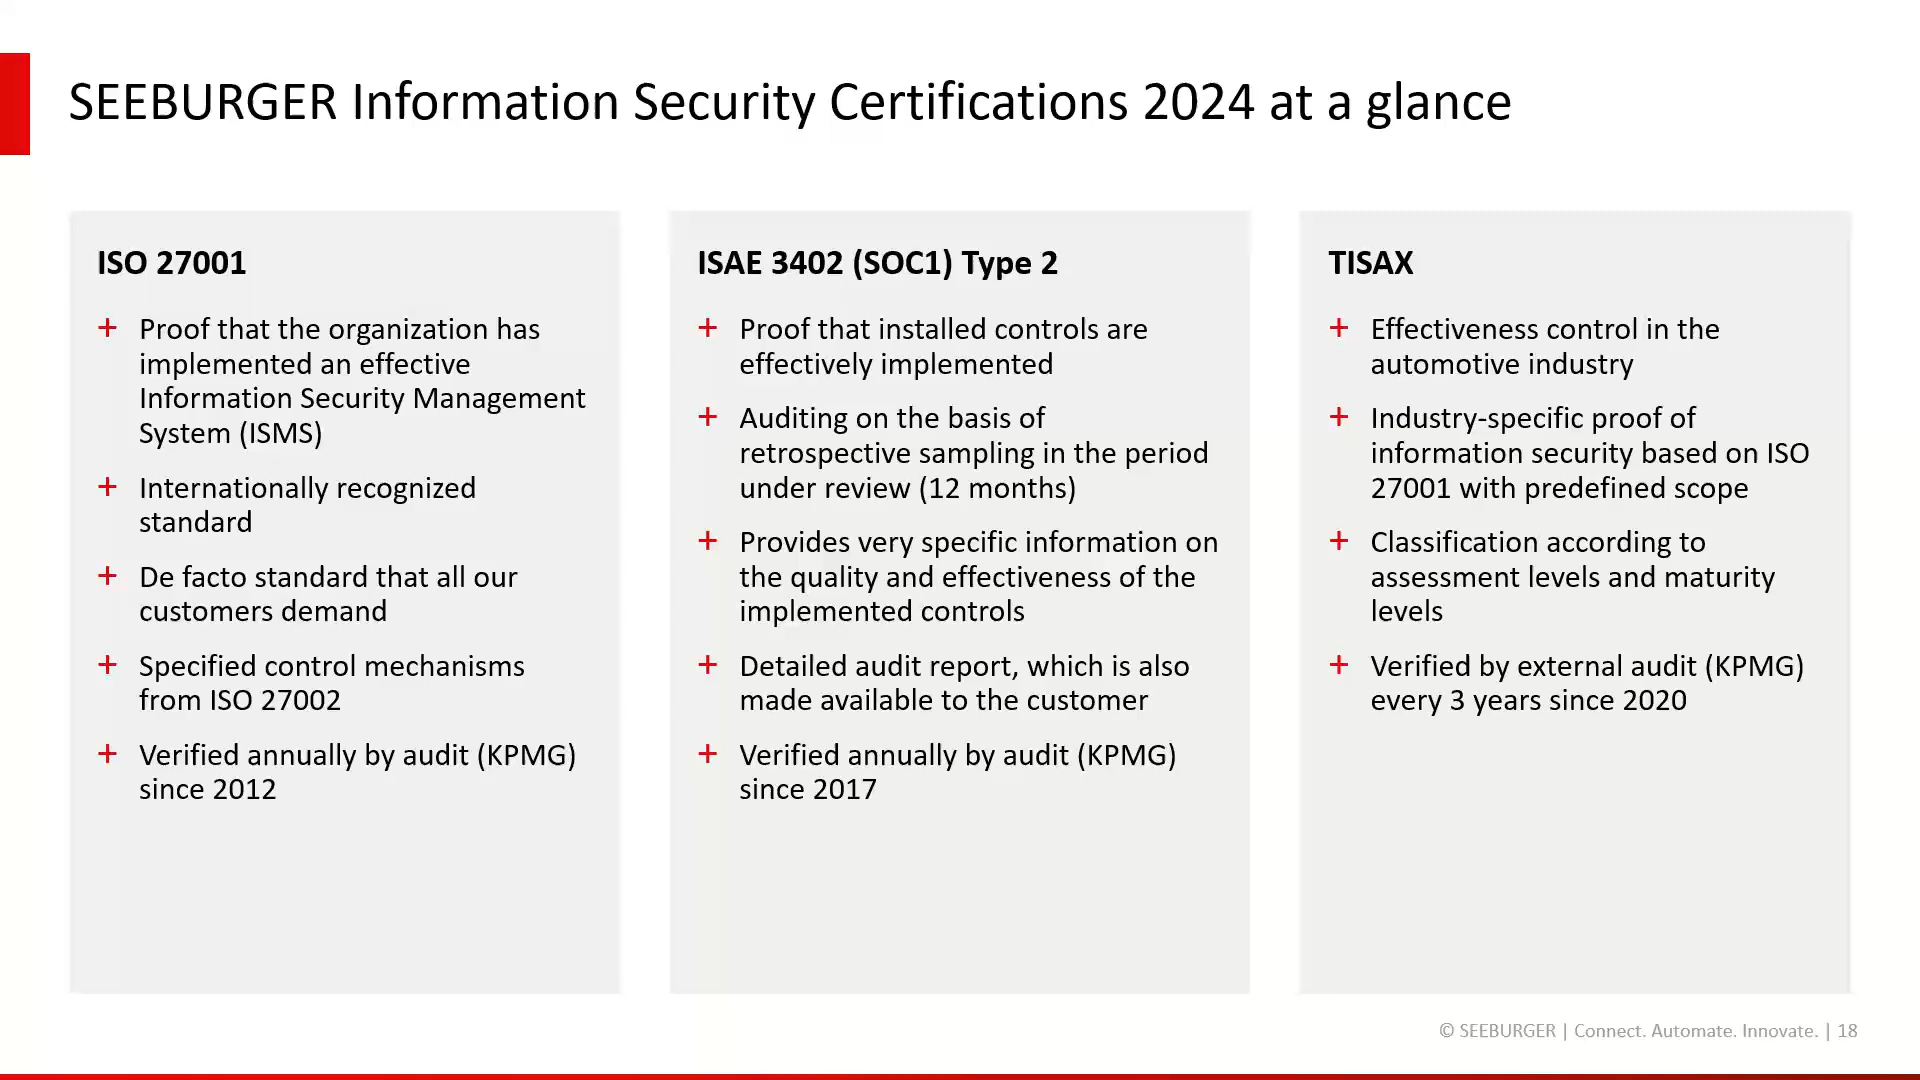 SEEBURGER Information Security Certifications 2024 at a glance
ISO 27001
+ Proof that the organization has
implemented an effective
Information Security Management
System (ISMS)
+ Internationally recognized
standard
+ De facto standard that all our
customers demand
+ Specified control mechanisms
from ISO 27002
+ Verified annually by audit (KPMG)
since 2012
ISAE 3402 (SOC1) Type 2
+ Proof that installed controls are
effectively implemented
+ Auditing on the basis of
retrospective sampling in the period
under review (12 months)
+ Provides very specific information on
the quality and effectiveness of the
implemented controls
+ Detailed audit report, which is also
made available to the customer
+ Verified annually by audit (KPMG)
since 2017
TISAX
+ Effectiveness control in the
automotive industry
+ Industry-specific proof of
information security based on ISO
27001 with predefined scope
+ Classification according to
assessment levels and maturity
levels
+ Verified by external audit (KPMG)
every 3 years since 2020
© SEEBURGER | Connect. Automate. Innovate. | 18